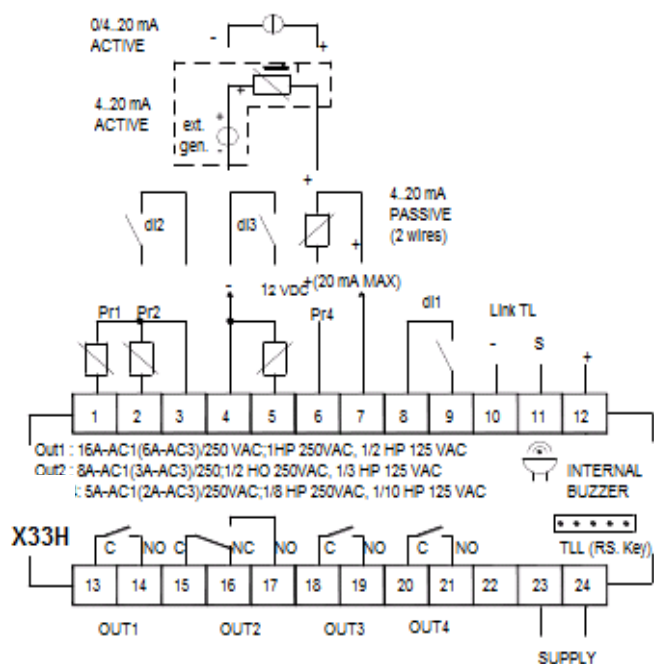 0/4..20 mA
ACTIVE
- +
4..20 mA
ACTIVE
+ T
+
ext.
gen.
-
+
4..20 mA
PASSIVE
(2 wires)
dI2
dI3
+
- 12 VDC +(20 mA MAX)
Pr1 Pr2 Pr4 dI1 Link TL
- S +
1 2 3 4 5 6 7 8 9 10 11 12
Out1 : 16A-AC1(6A-AC3)/250 VAC;1HP 250VAC, 1/2 HP 125 VAC
Out2 : 8A-AC1(3A-AC3)/250;1/2 HO 250VAC, 1/3 HP 125 VAC
: 5A-AC1(2A-AC3)/250VAC;1/8 HP 250VAC, 1/10 HP 125 VAC
INTERNAL
BUZZER
X33H
TLL (RS. Key)
C NO C NC NO C NO C NO
13 14 15 16 17 18 19 20 21 22 23 24
OUT1 OUT2 OUT3 OUT4
SUPPLY